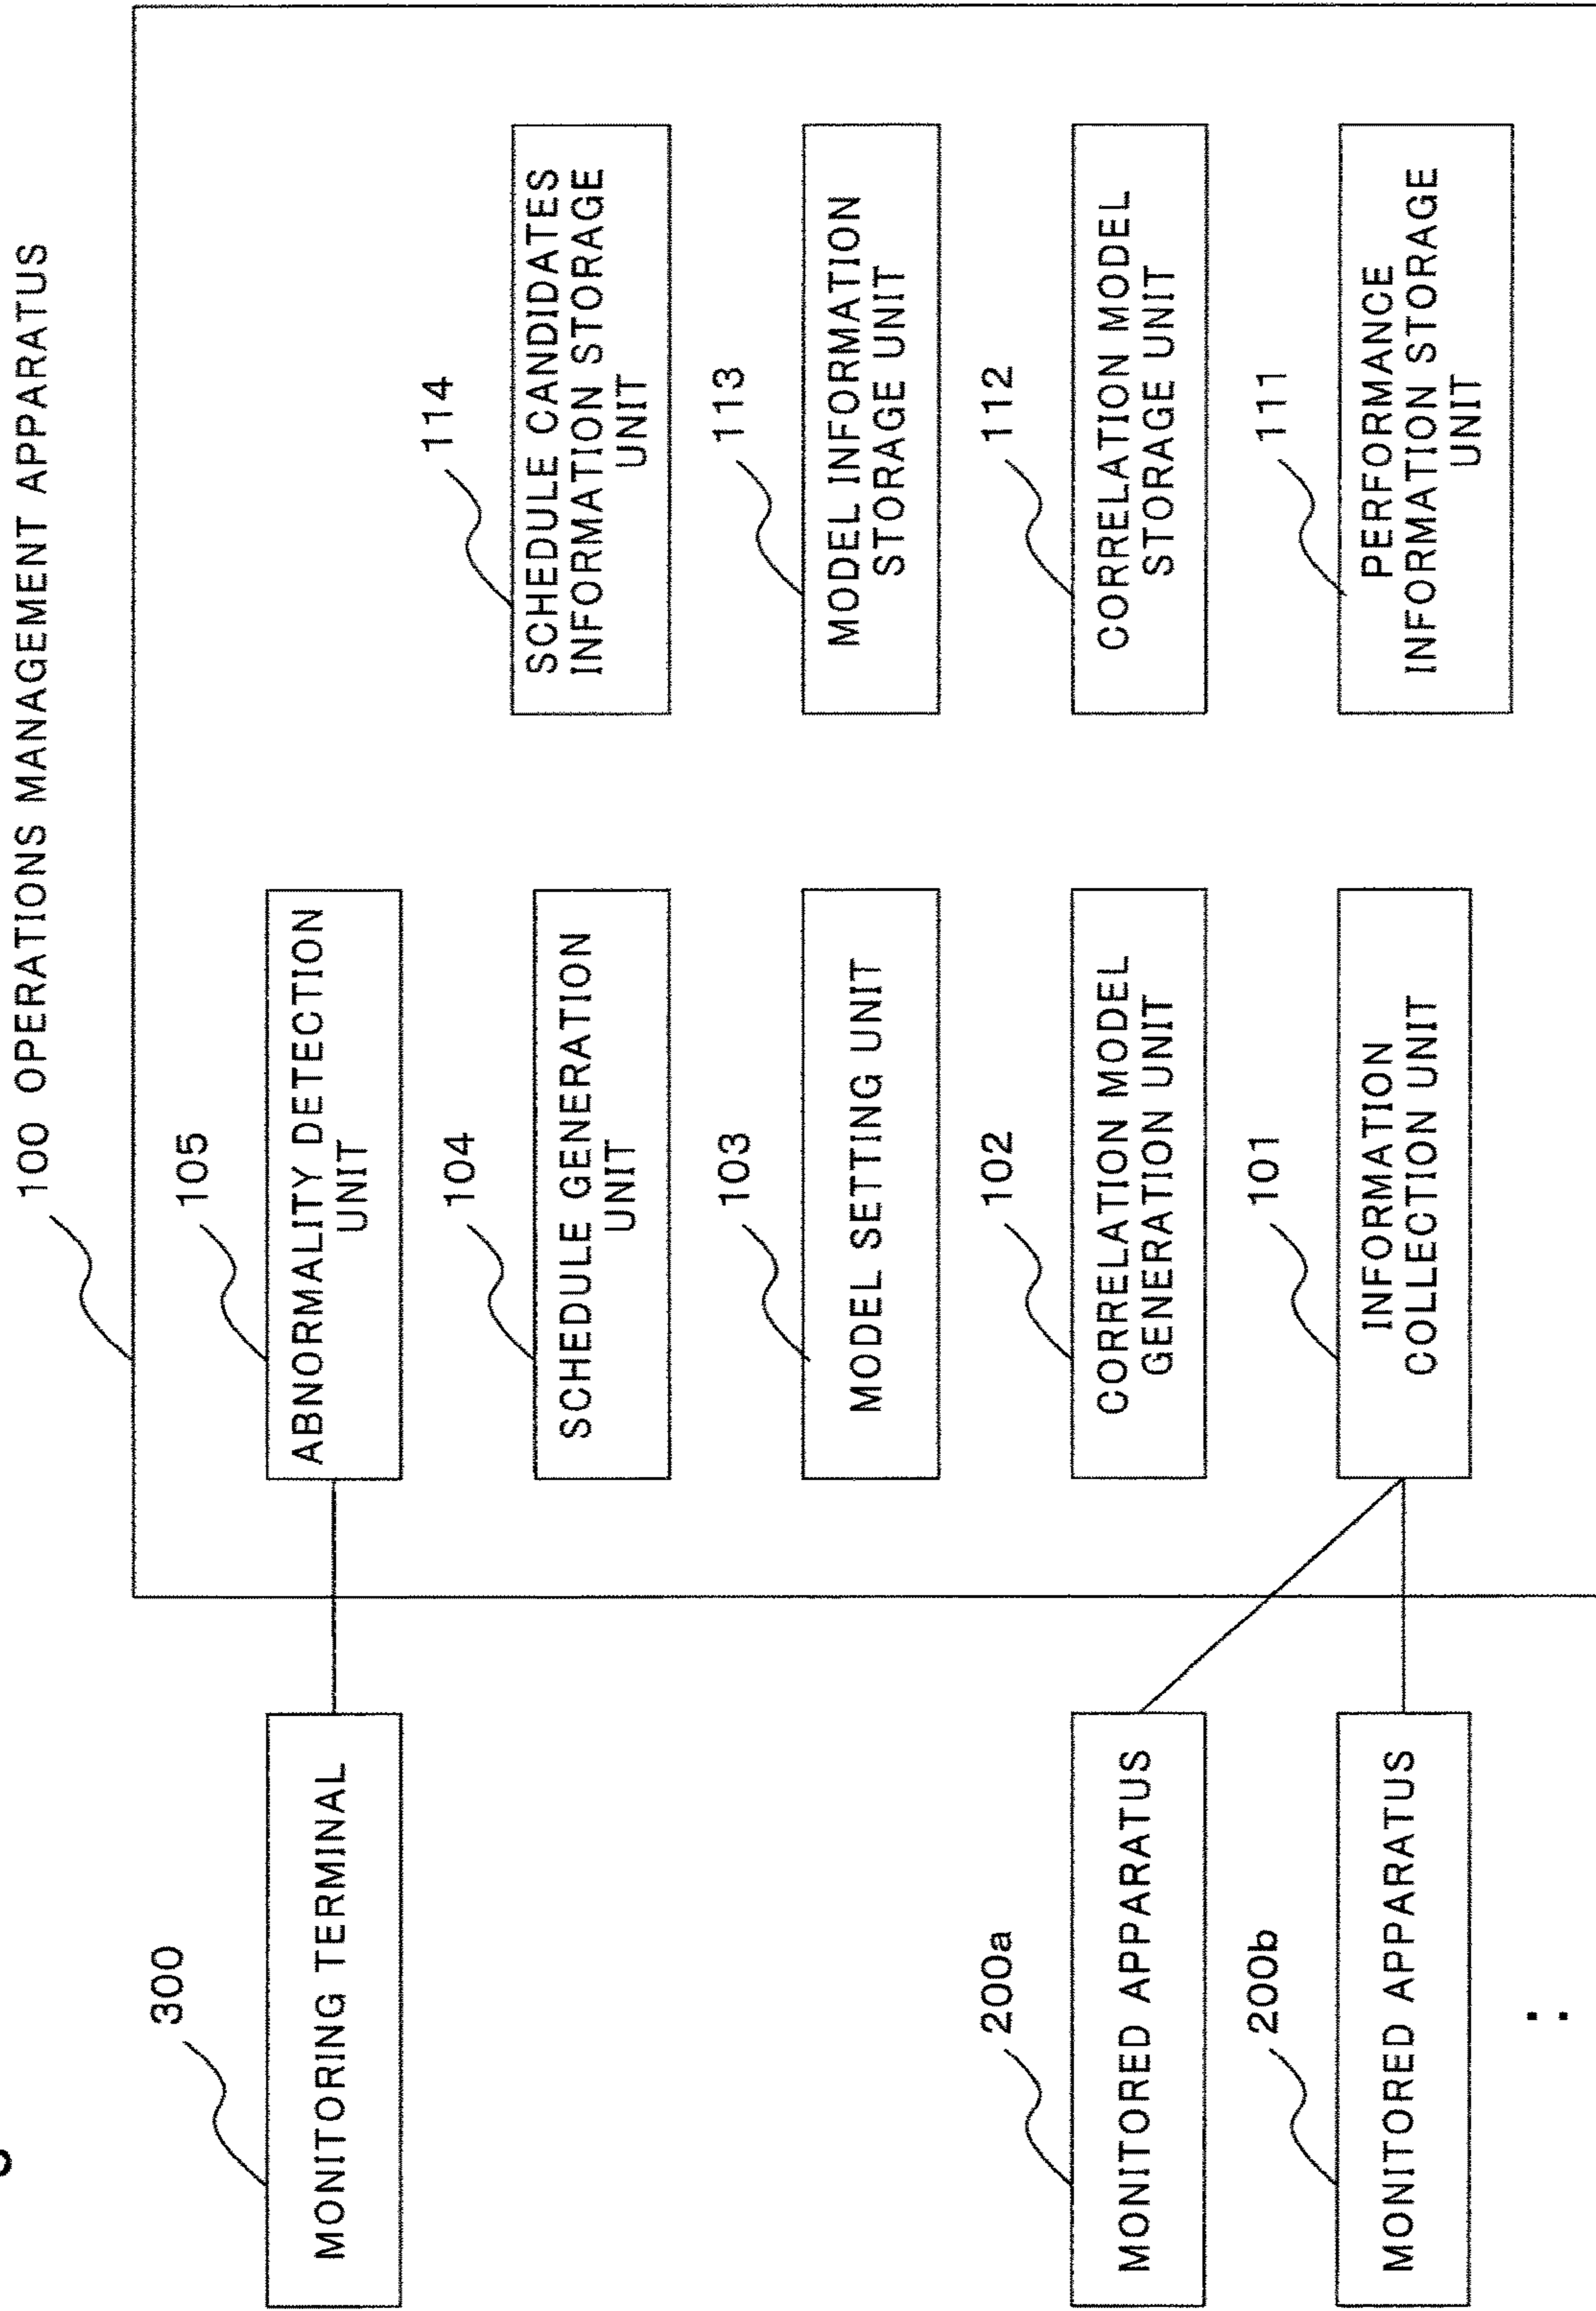 100 OPERATIONS MANAGEMENT APPARATUS
300
MONITORING TERMINAL
105
ABNORMALITY DETECTION
UNIT
104
SCHEDULE GENERATION
UNIT
114
SCHEDULE CANDIDATES
INFORMATION STORAGE
UNIT
103
MODEL SETTING UNIT
113
MODEL INFORMATION
STORAGE UNIT
200a
MONITORED APPARATUS
102
CORRELATION MODEL
GENERATION UNIT
112
CORRELATION MODEL
STORAGE UNIT
200b
MONITORED APPARATUS
101
INFORMATION
COLLECTION UNIT
111
PERFORMANCE
INFORMATION STORAGE
UNIT